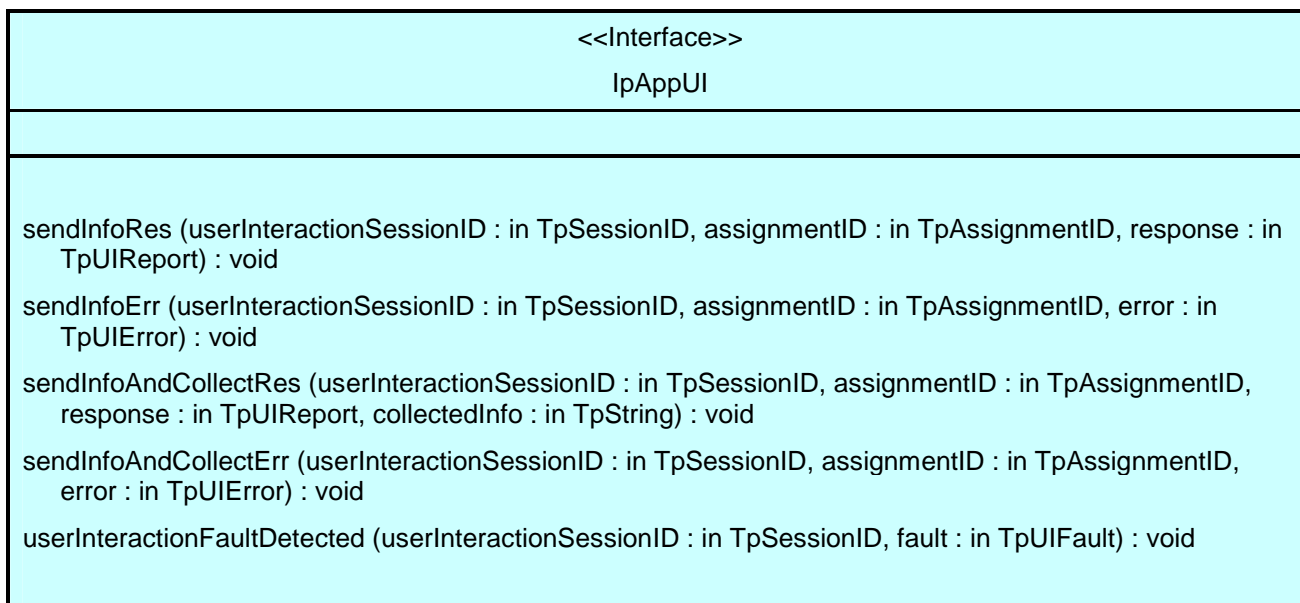 <<Interface>>
IpAppUI
sendInfoRes (userInteractionSessionID : in TpSessionID, assignmentID : in TpAssignmentID, response : in
TpUIReport) : void
sendInfoErr (userInteractionSessionID : in TpSessionID, assignmentID : in TpAssignmentID, error : in
TpUIError) : void
sendInfoAndCollectRes (userInteractionSessionID : in TpSessionID, assignmentID : in TpAssignmentID,
response : in TpUIReport, collectedInfo : in TpString) : void
sendInfoAndCollectErr (userInteractionSessionID : in TpSessionID, assignmentID : in TpAssignmentID,
error : in TpUIError) : void
userInteractionFaultDetected (userInteractionSessionID : in TpSessionID, fault : in TpUIFault) : void